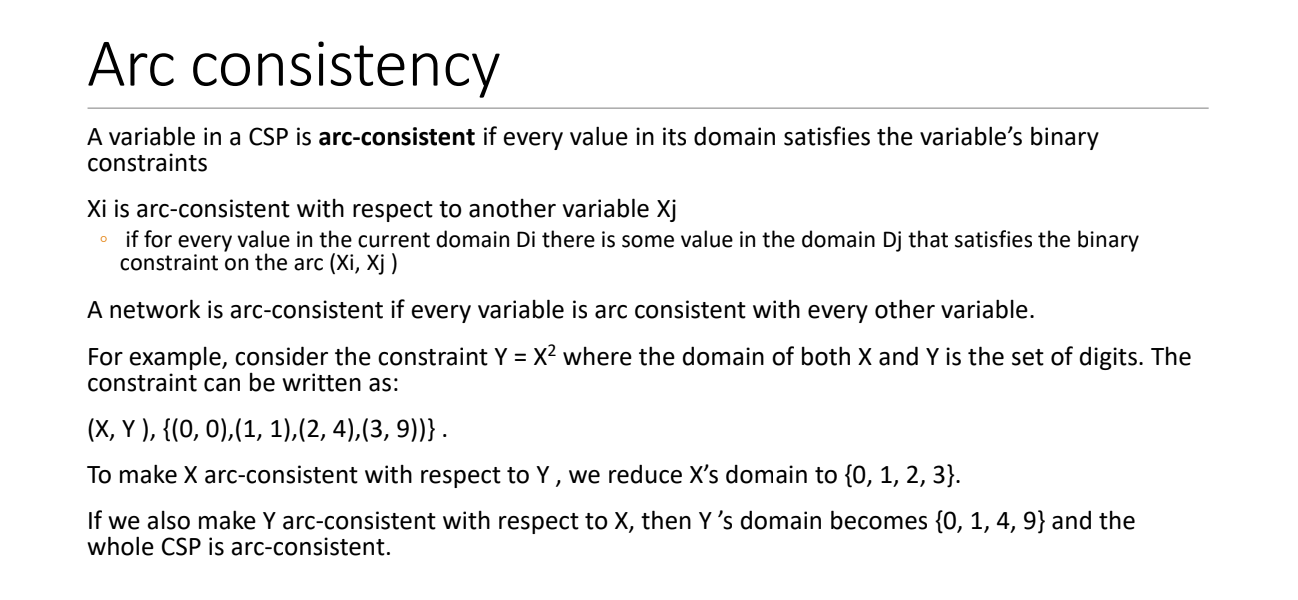 Arc consistency
A variable in a CSP is arc-consistent if every value in its domain satisfies the variable’s binary
constraints
Xi is arc-consistent with respect to another variable Xj
◦ if for every value in the current domain Di there is some value in the domain Dj that satisfies the binary
constraint on the arc (Xi, Xj )
A network is arc-consistent if every variable is arc consistent with every other variable.
For example, consider the constraint Y = X² where the domain of both X and Y is the set of digits. The
constraint can be written as:
(X, Y ), {(0, 0),(1, 1),(2, 4),(3, 9))} .
To make X arc-consistent with respect to Y , we reduce X’s domain to {0, 1, 2, 3}.
If we also make Y arc-consistent with respect to X, then Y ’s domain becomes {0, 1, 4, 9} and the
whole CSP is arc-consistent.